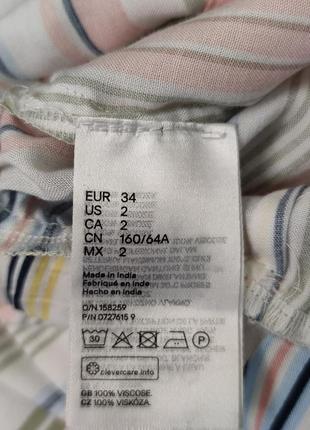 EUR 34
US 2
CA 2
CN 160/64A
MX 2
Made in India
Fabriqué en Inde
Hecho en India
O/N 158259
P/N 0727615 9
30 P
clevercare.info
GB 100% VISCOSE.
CZ 100% VISKÓZA.